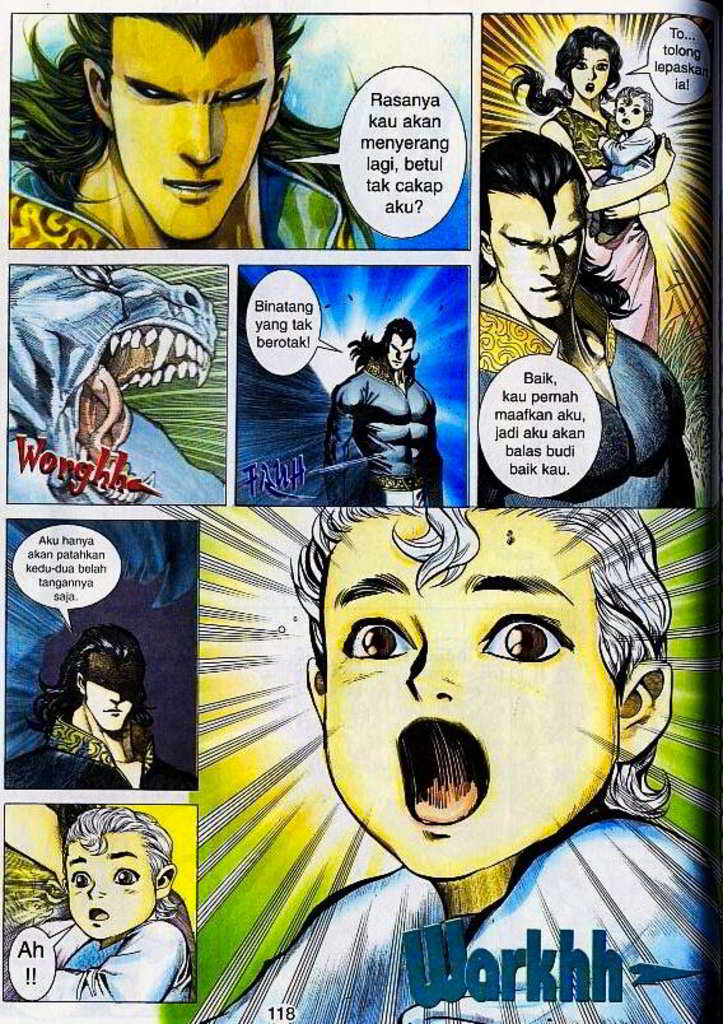 Rasanya
kau akan
menyerang
lagi, betul
tak cakap
aku?
To...
tolong
lepaskan
ia!
Baik,
kau pernah
maafkan aku,
jadi aku akan
balas budi
baik kau.
Worghh
Binatang
yang tak
berotak!
Aku hanya
akan patahkan
kedu-dua belah
tangannya
saja.
Ah
!!
Warkhh
118